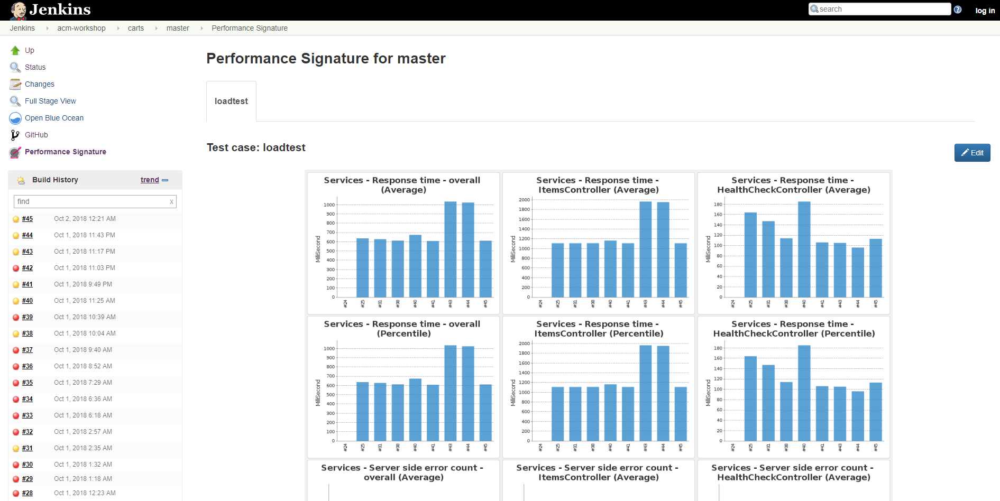 Jenkins
search
log in
Jenkins
acm-workshop
carts
master
Performance Signature
Up
Status
Changes
Full Stage View
Open Blue Ocean
GitHub
Performance Signature
Build History
trend
find
x
#45 Oct 2, 2018 12:21 AM
#44 Oct 1, 2018 11:43 PM
#43 Oct 1, 2018 11:17 PM
#42 Oct 1, 2018 11:03 PM
#41 Oct 1, 2018 9:49 PM
#40 Oct 1, 2018 11:25 AM
#39 Oct 1, 2018 10:39 AM
#38 Oct 1, 2018 10:04 AM
#37 Oct 1, 2018 9:40 AM
#36 Oct 1, 2018 8:52 AM
#35 Oct 1, 2018 7:29 AM
#34 Oct 1, 2018 6:36 AM
#33 Oct 1, 2018 6:18 AM
#32 Oct 1, 2018 2:57 AM
#31 Oct 1, 2018 2:35 AM
#30 Oct 1, 2018 1:32 AM
#29 Oct 1, 2018 1:18 AM
#28 Oct 1, 2018 12:23 AM
Performance Signature for master
loadtest
Test case: loadtest
Edit
Services - Response time - overall
(Average)
MiliSecond
1000
900
800
700
600
500
400
300
200
100
0
#24 #25 #31 #38 #40 #41 #43 #44 #45
Services - Response time -
ItemsController (Average)
MiliSecond
2000
1800
1600
1400
1200
1000
800
600
400
200
0
#24 #25 #31 #38 #40 #41 #43 #44 #45
Services - Response time -
HealthCheckController (Average)
MiliSecond
180
160
140
120
100
80
60
40
20
0
#24 #25 #31 #38 #40 #41 #43 #44 #45
Services - Response time - overall
(Percentile)
MiliSecond
1000
900
800
700
600
500
400
300
200
100
0
#24 #25 #31 #38 #40 #41 #43 #44 #45
Services - Response time -
ItemsController (Percentile)
MiliSecond
2000
1800
1600
1400
1200
1000
800
600
400
200
0
#24 #25 #31 #38 #40 #41 #43 #44 #45
Services - Response time -
HealthCheckController (Percentile)
MiliSecond
180
160
140
120
100
80
60
40
20
0
#24 #25 #31 #38 #40 #41 #43 #44 #45
Services - Server side error count -
overall (Average)
Services - Server side error count -
ItemsController (Average)
Services - Server side error count -
HealthCheckController (Average)